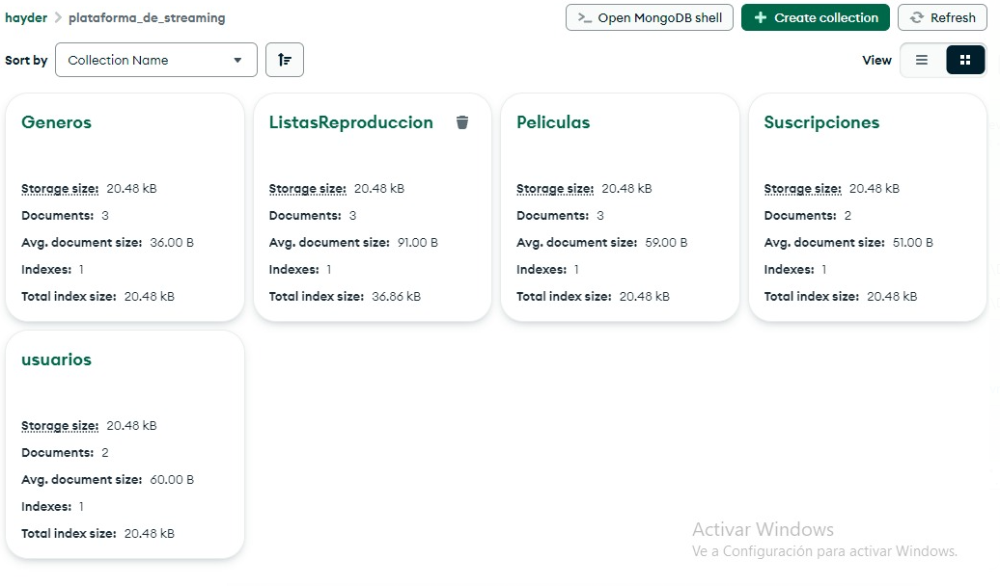 hayder > plataforma_de_streaming
>_ Open MongoDB shell
+ Create collection
Refresh
Sort by Collection Name
View
Generos
Storage size: 20.48 kB
Documents: 3
Avg. document size: 36.00 B
Indexes: 1
Total index size: 20.48 kB
ListasReproduccion
Storage size: 20.48 kB
Documents: 3
Avg. document size: 91.00 B
Indexes: 1
Total index size: 36.86 kB
Peliculas
Storage size: 20.48 kB
Documents: 3
Avg. document size: 59.00 B
Indexes: 1
Total index size: 20.48 kB
Suscripciones
Storage size: 20.48 kB
Documents: 2
Avg. document size: 51.00 B
Indexes: 1
Total index size: 20.48 kB
usuarios
Storage size: 20.48 kB
Documents: 2
Avg. document size: 60.00 B
Indexes: 1
Total index size: 20.48 kB
Activar Windows
Ve a Configuración para activar Windows.